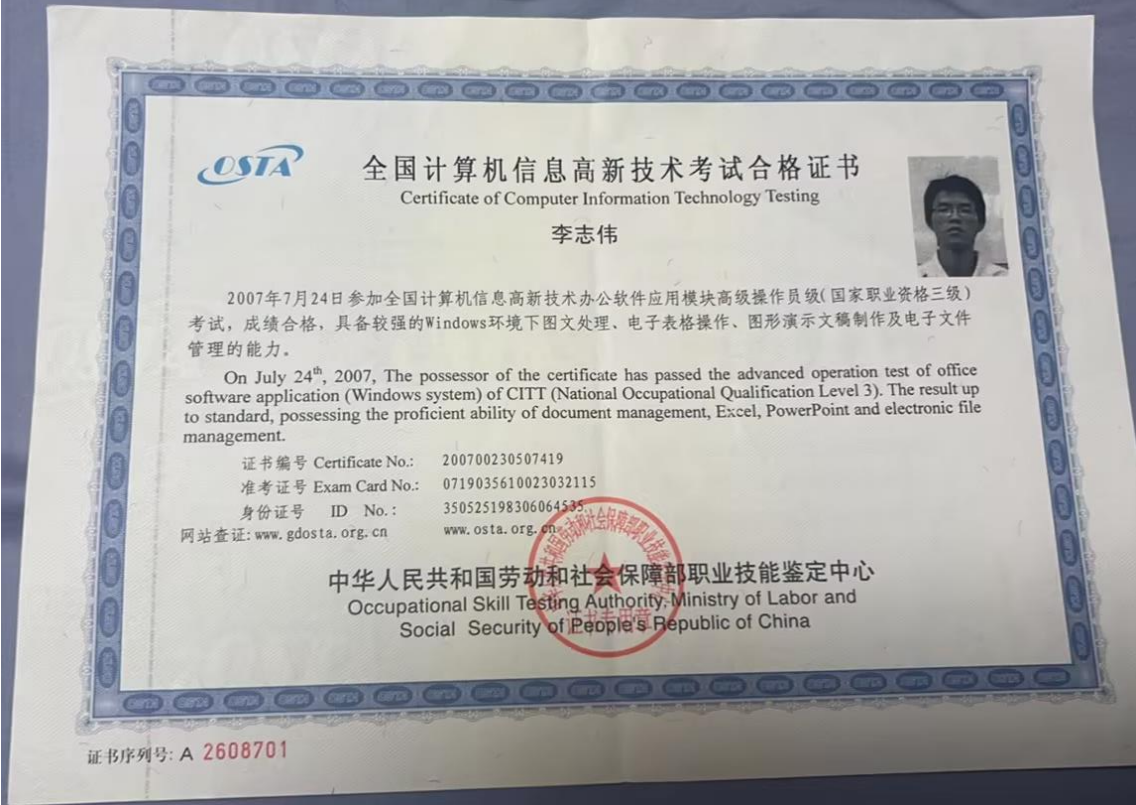 OSTA
全国计算机信息高新技术考试合格证书
Certificate of Computer Information Technology Testing
李志伟
2007年7月24日参加全国计算机信息高新技术办公软件应用模块高级操作员级(国家职业资格三级)
考试，成绩合格，具备较强的Windows环境下图文处理、电子表格操作、图形演示文稿制作及电子文件
管理的能力。
On July 24th, 2007, The possessor of the certificate has passed the advanced operation test of office
software application (Windows system) of CITT (National Occupational Qualification Level 3). The result up
to standard, possessing the proficient ability of document management, Excel, PowerPoint and electronic file
management.
证书编号 Certificate No.: 200700230507419
准考证号 Exam Card No.: 0719035610023032115
身份证号 ID No.: 350525198306064535
网站查证: www.gdosta.org.cn www.osta.org.cn
中华人民共和国劳动和社会保障部职业技能鉴定中心
Occupational Skill Testing Authority, Ministry of Labor and
Social Security of People's Republic of China
证书专用章
证书序列号: A 2608701